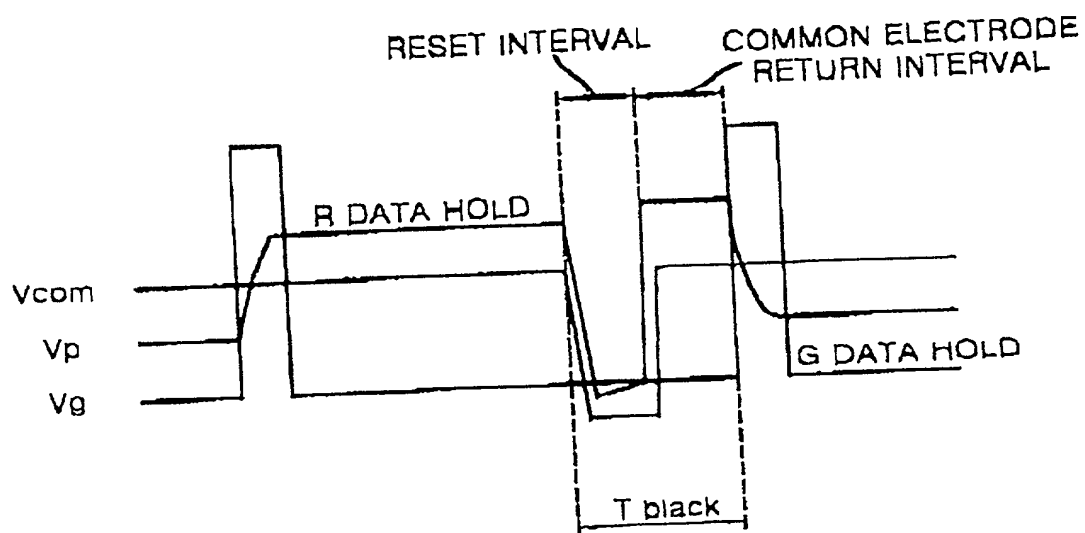 RESET INTERVAL
COMMON ELECTRODE
RETURN INTERVAL
R DATA HOLD
Vcom
Vp
G DATA HOLD
Vg
T black